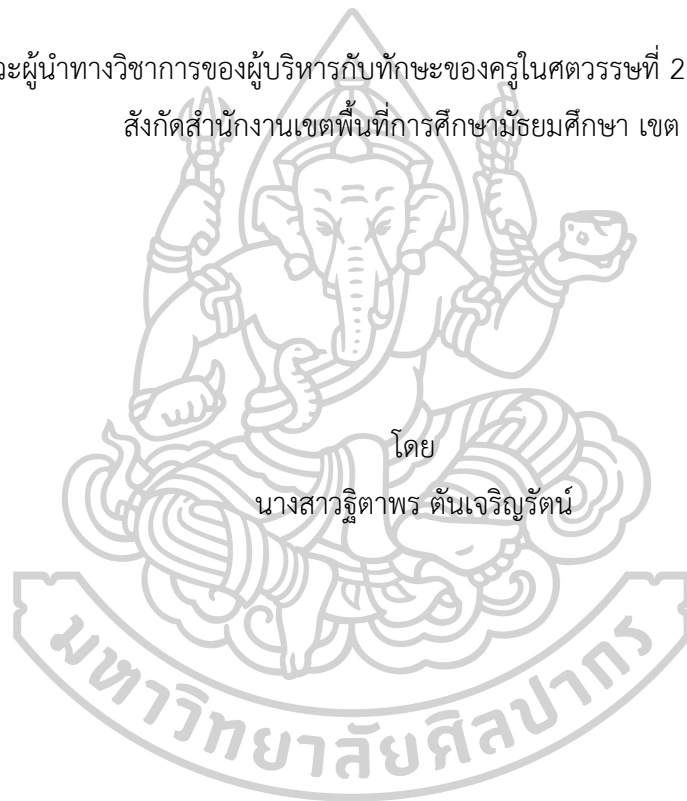 ะผู้นำทางวิชาการของผู้บริหารกับทักษะของครูในศตวรรษที่ 2
สังกัดสำนักงานเขตพื้นที่การศึกษามัธยมศึกษา เขต
โดย
นางสาวฐิตาพร ตันเจริญรัตน์
มหาวิทยาลัยศิลปากร